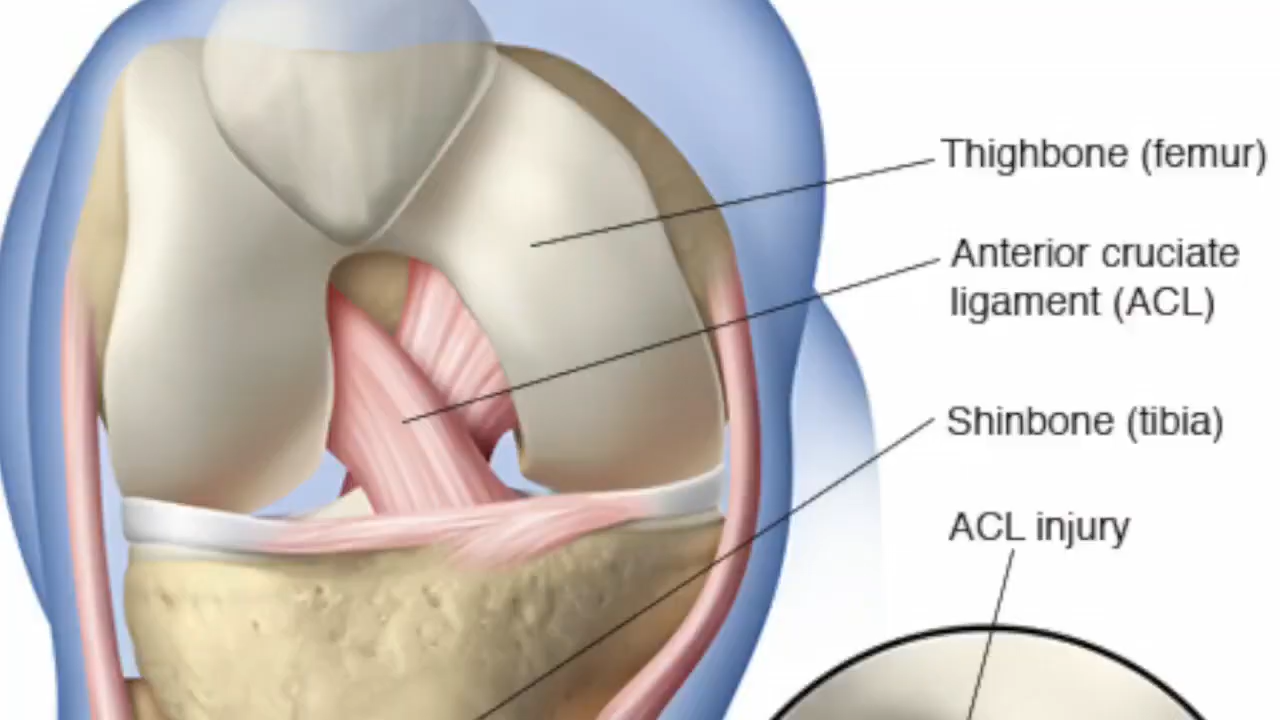 Thighbone (femur)
Anterior cruciate
ligament (ACL)
Shinbone (tibia)
ACL injury